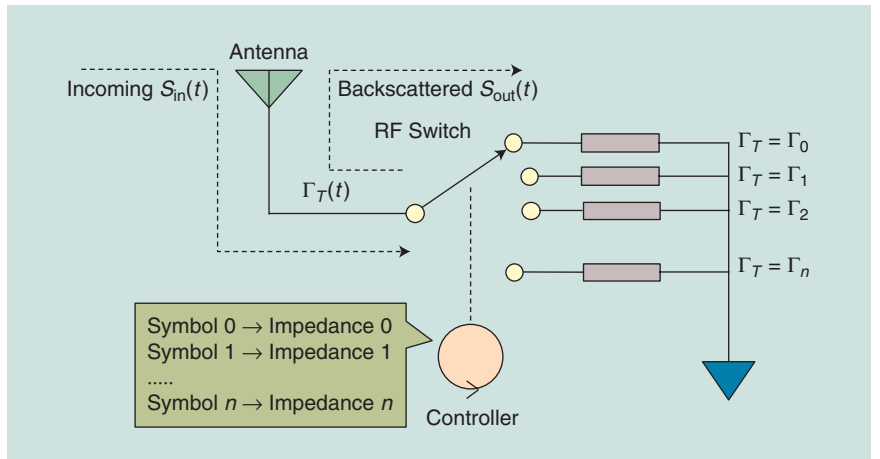 Antenna
Incoming S_in(t)
Backscattered S_out(t)
RF Switch
Γ_T(t)
Γ_T = Γ_0
Γ_T = Γ_1
Γ_T = Γ_2
Γ_T = Γ_n
Symbol 0 → Impedance 0
Symbol 1 → Impedance 1
.....
Symbol n → Impedance n
Controller